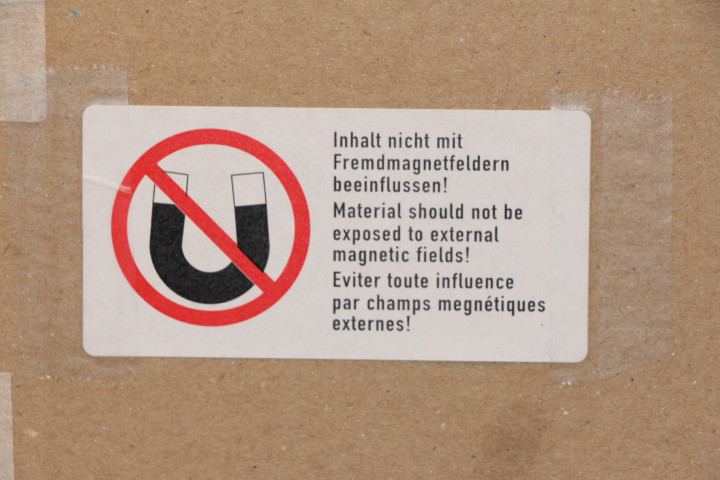 Inhalt nicht mit
Fremdmagnetfeldern
beeinflussen!
Material should not be
exposed to external
magnetic fields!
Eviter toute influence
par champs megnétiques
externes!